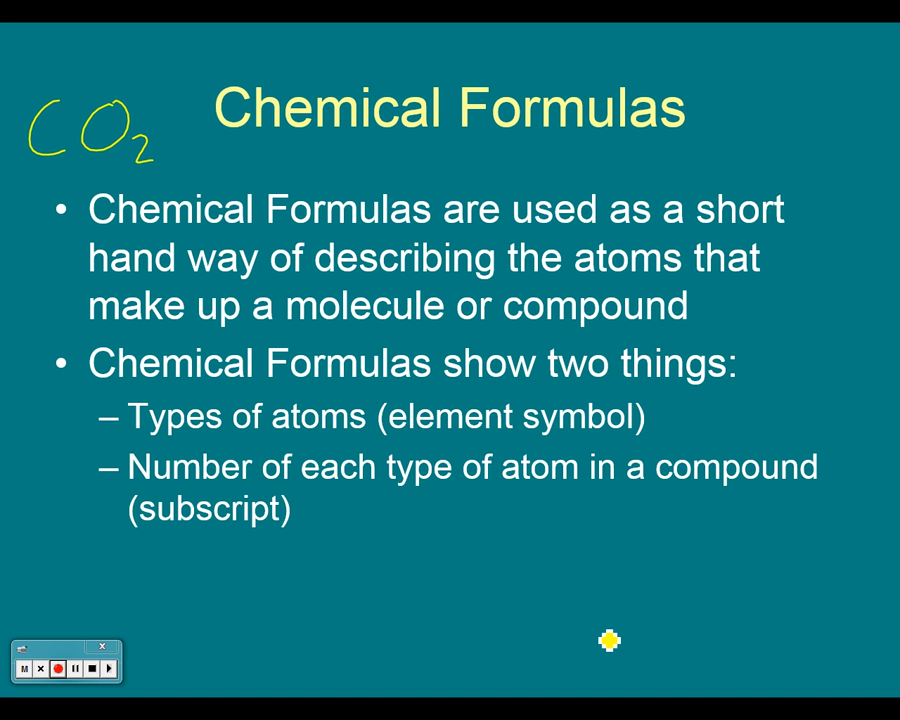 CO₂
Chemical Formulas
• Chemical Formulas are used as a short
hand way of describing the atoms that
make up a molecule or compound
• Chemical Formulas show two things:
– Types of atoms (element symbol)
– Number of each type of atom in a compound
(subscript)
M